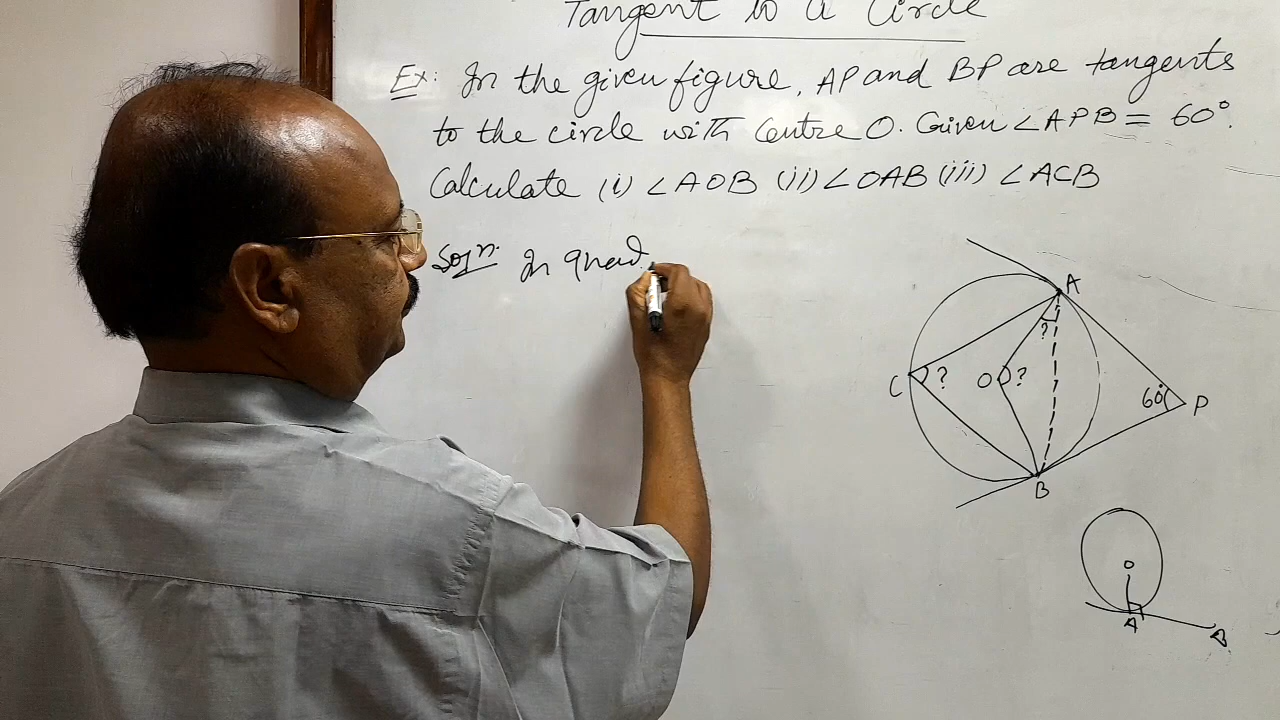 Tangent to a Circle
Ex: In the given figure, AP and BP are tangents
to the circle with Centre O. Given ∠APB = 60°.
Calculate (i) ∠AOB (ii) ∠OAB (iii) ∠ACB
Soln. In quad.
A
?
C ? O ? 60° P
B
O
A B